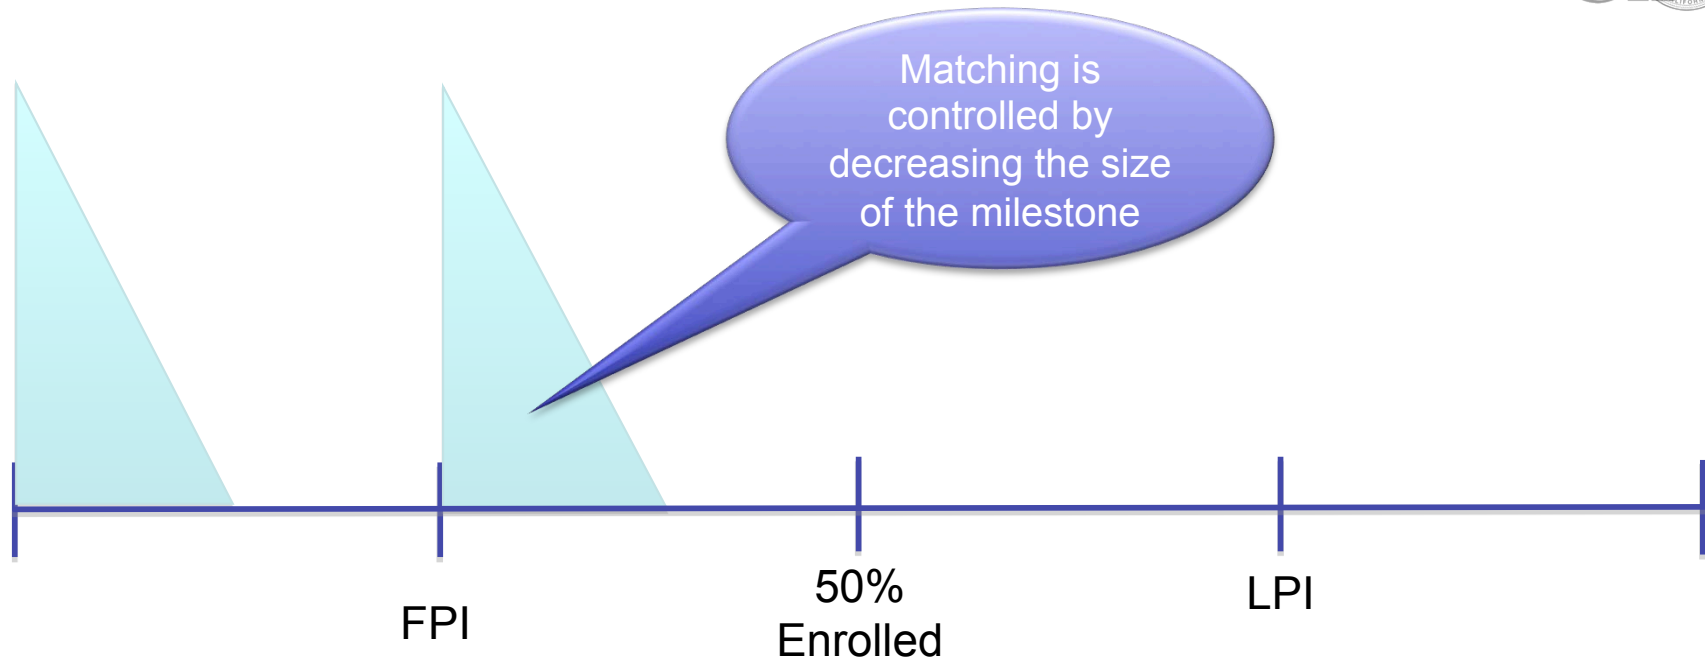 Matching is
controlled by
decreasing the size
of the milestone
FPI
50%
Enrolled
LPI